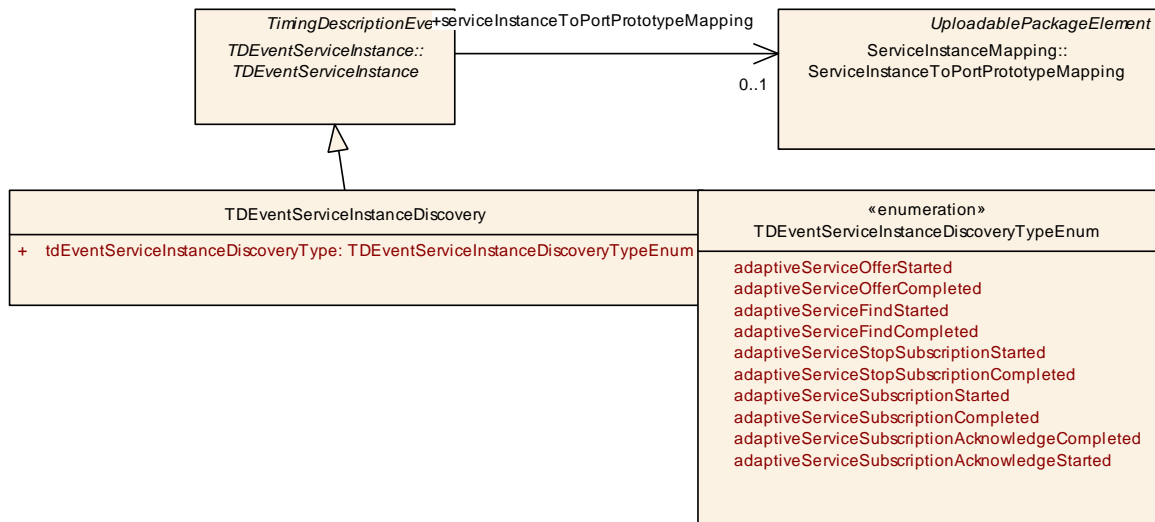 TimingDescriptionEve
+serviceInstanceToPortPrototypeMapping
TDEventServiceInstance::
TDEventServiceInstance
0..1
UploadablePackageElement
ServiceInstanceMapping::
ServiceInstanceToPortPrototypeMapping
TDEventServiceInstanceDiscovery
+ tdEventServiceInstanceDiscoveryType: TDEventServiceInstanceDiscoveryTypeEnum
«enumeration»
TDEventServiceInstanceDiscoveryTypeEnum
adaptiveServiceOfferStarted
adaptiveServiceOfferCompleted
adaptiveServiceFindStarted
adaptiveServiceFindCompleted
adaptiveServiceStopSubscriptionStarted
adaptiveServiceStopSubscriptionCompleted
adaptiveServiceSubscriptionStarted
adaptiveServiceSubscriptionCompleted
adaptiveServiceSubscriptionAcknowledgeCompleted
adaptiveServiceSubscriptionAcknowledgeStarted